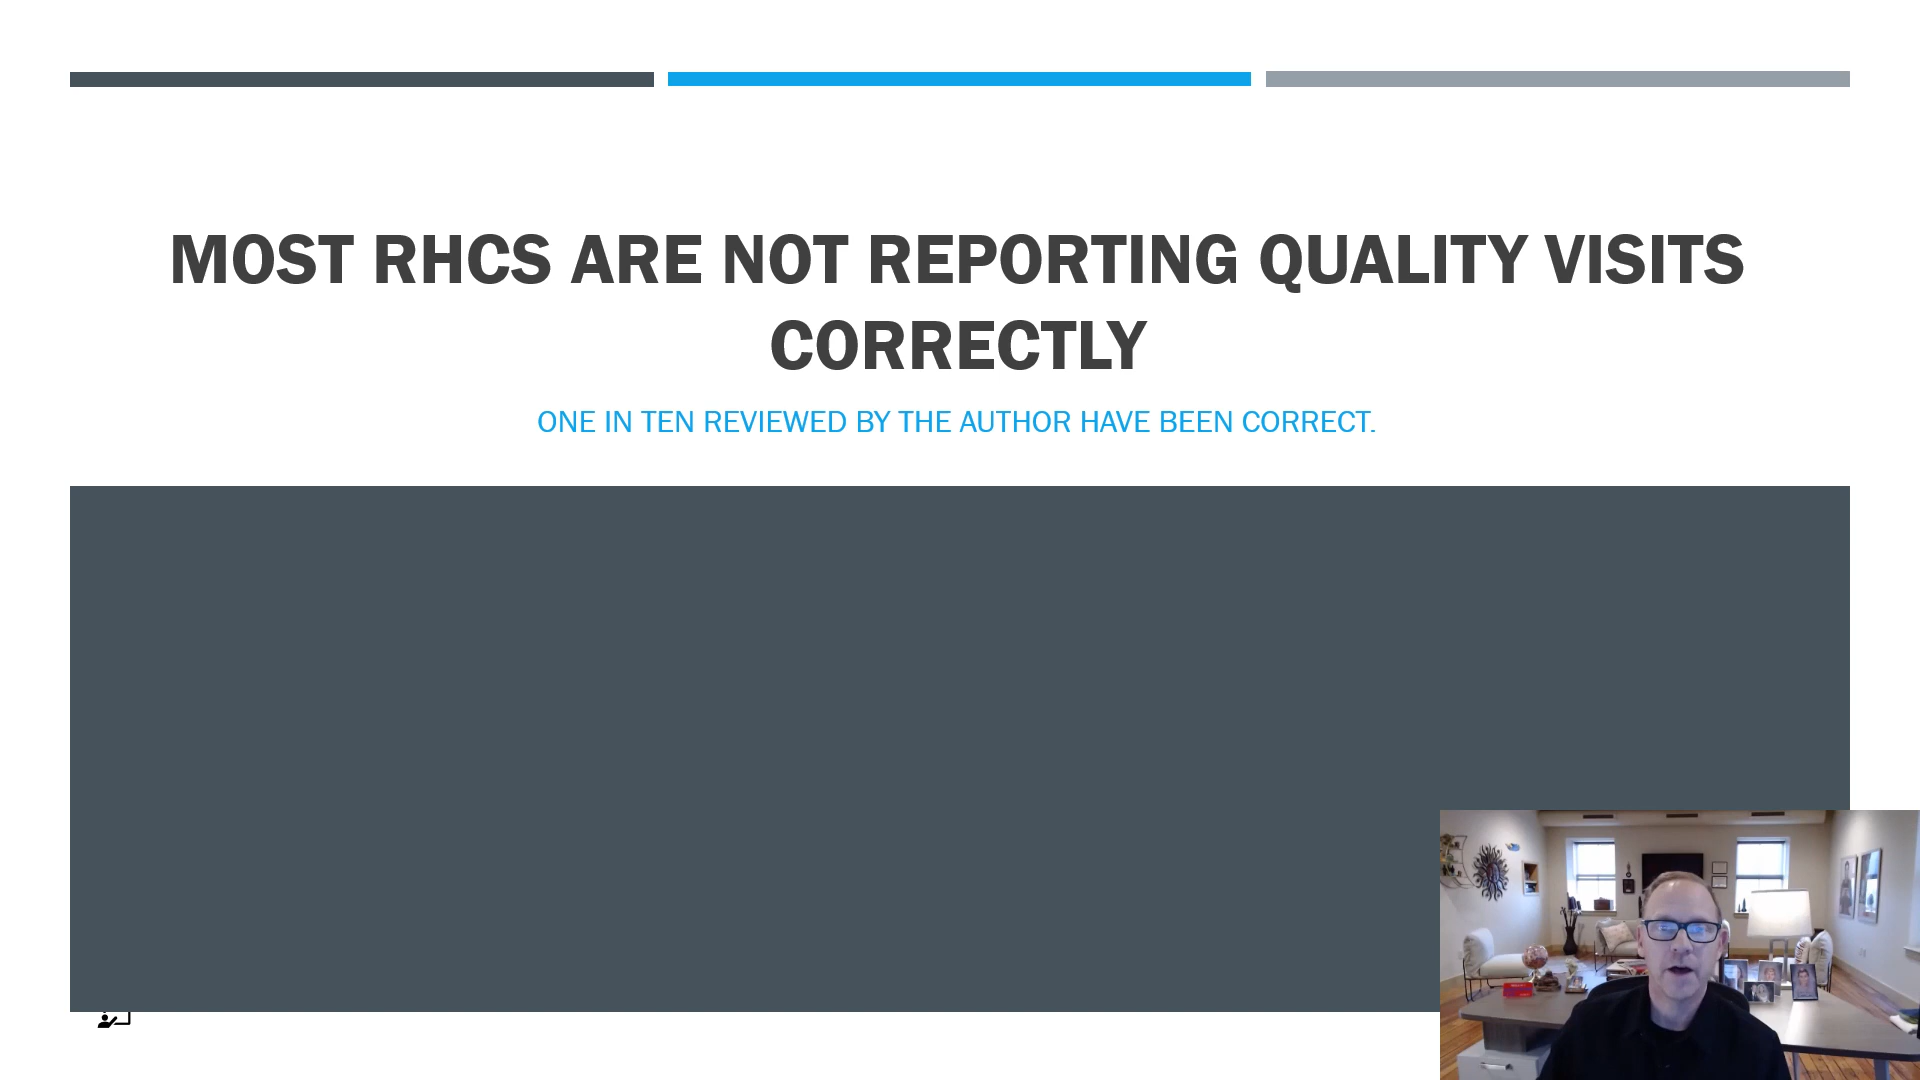 MOST RHCS ARE NOT REPORTING QUALITY VISITS
CORRECTLY
ONE IN TEN REVIEWED BY THE AUTHOR HAVE BEEN CORRECT.